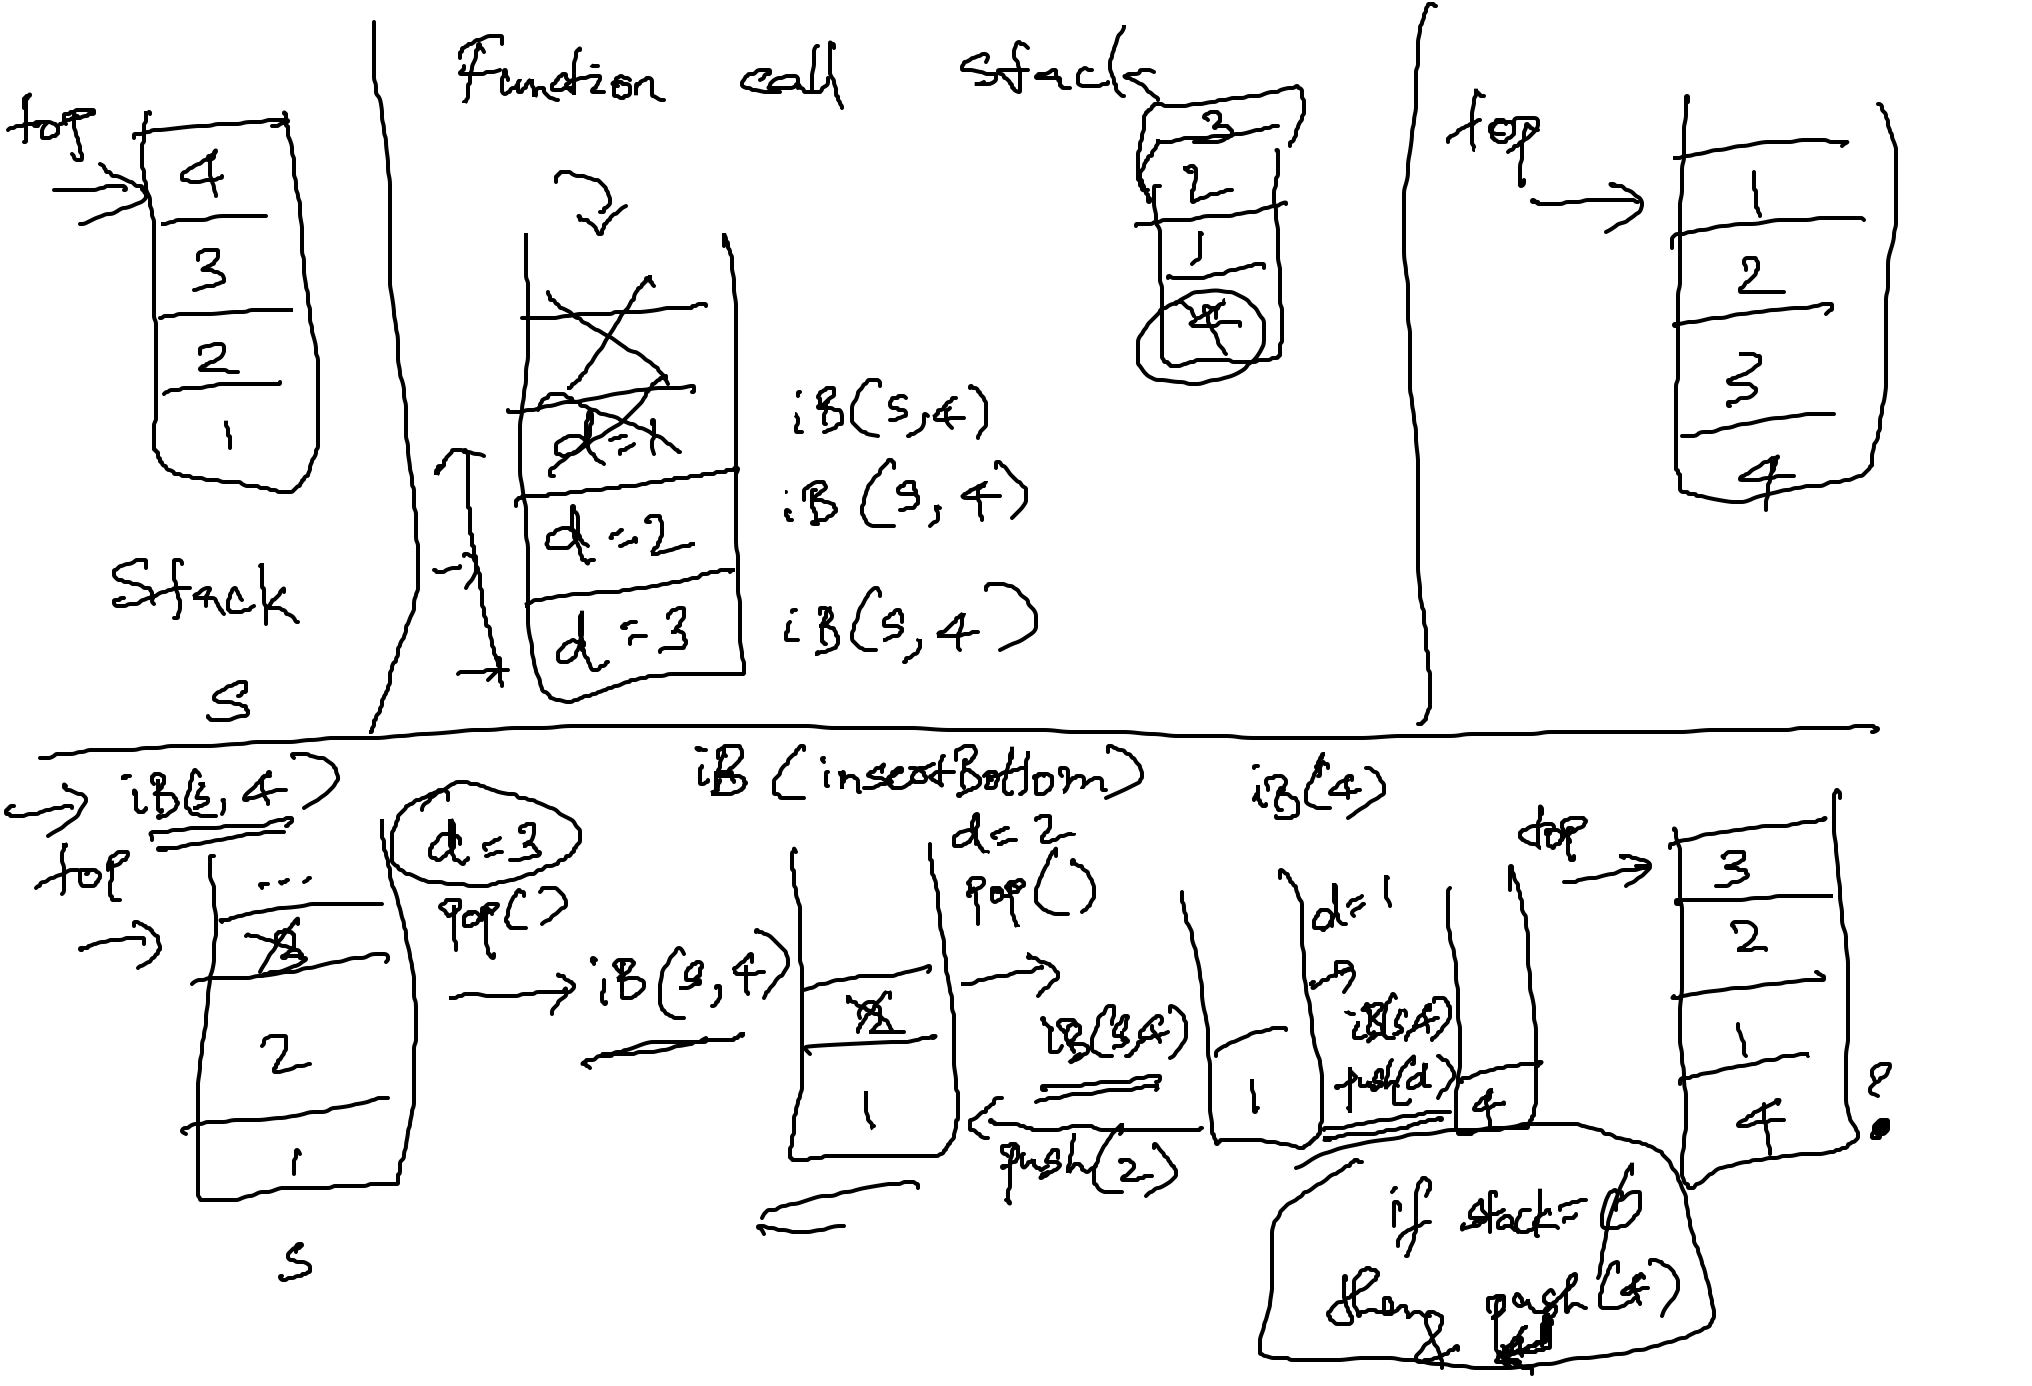 Function call stack
top
4
3
2
1
Stack
S
d=1
d=2
d=3
iB(s,4)
iB(s,4)
iB(s,4)
3
2
1
4
top
1
2
3
4
iB(s,4)
top
...
2
1
S
d=3
pop()
iB(s,4)
iB (insertBottom)
2
1
d=2
pop()
iB(s,4)
push(2)
1
iB(4)
d=1
iB(s,4)
push(d)
4
if stack=ϕ
push(4)
top
3
2
1
4
?